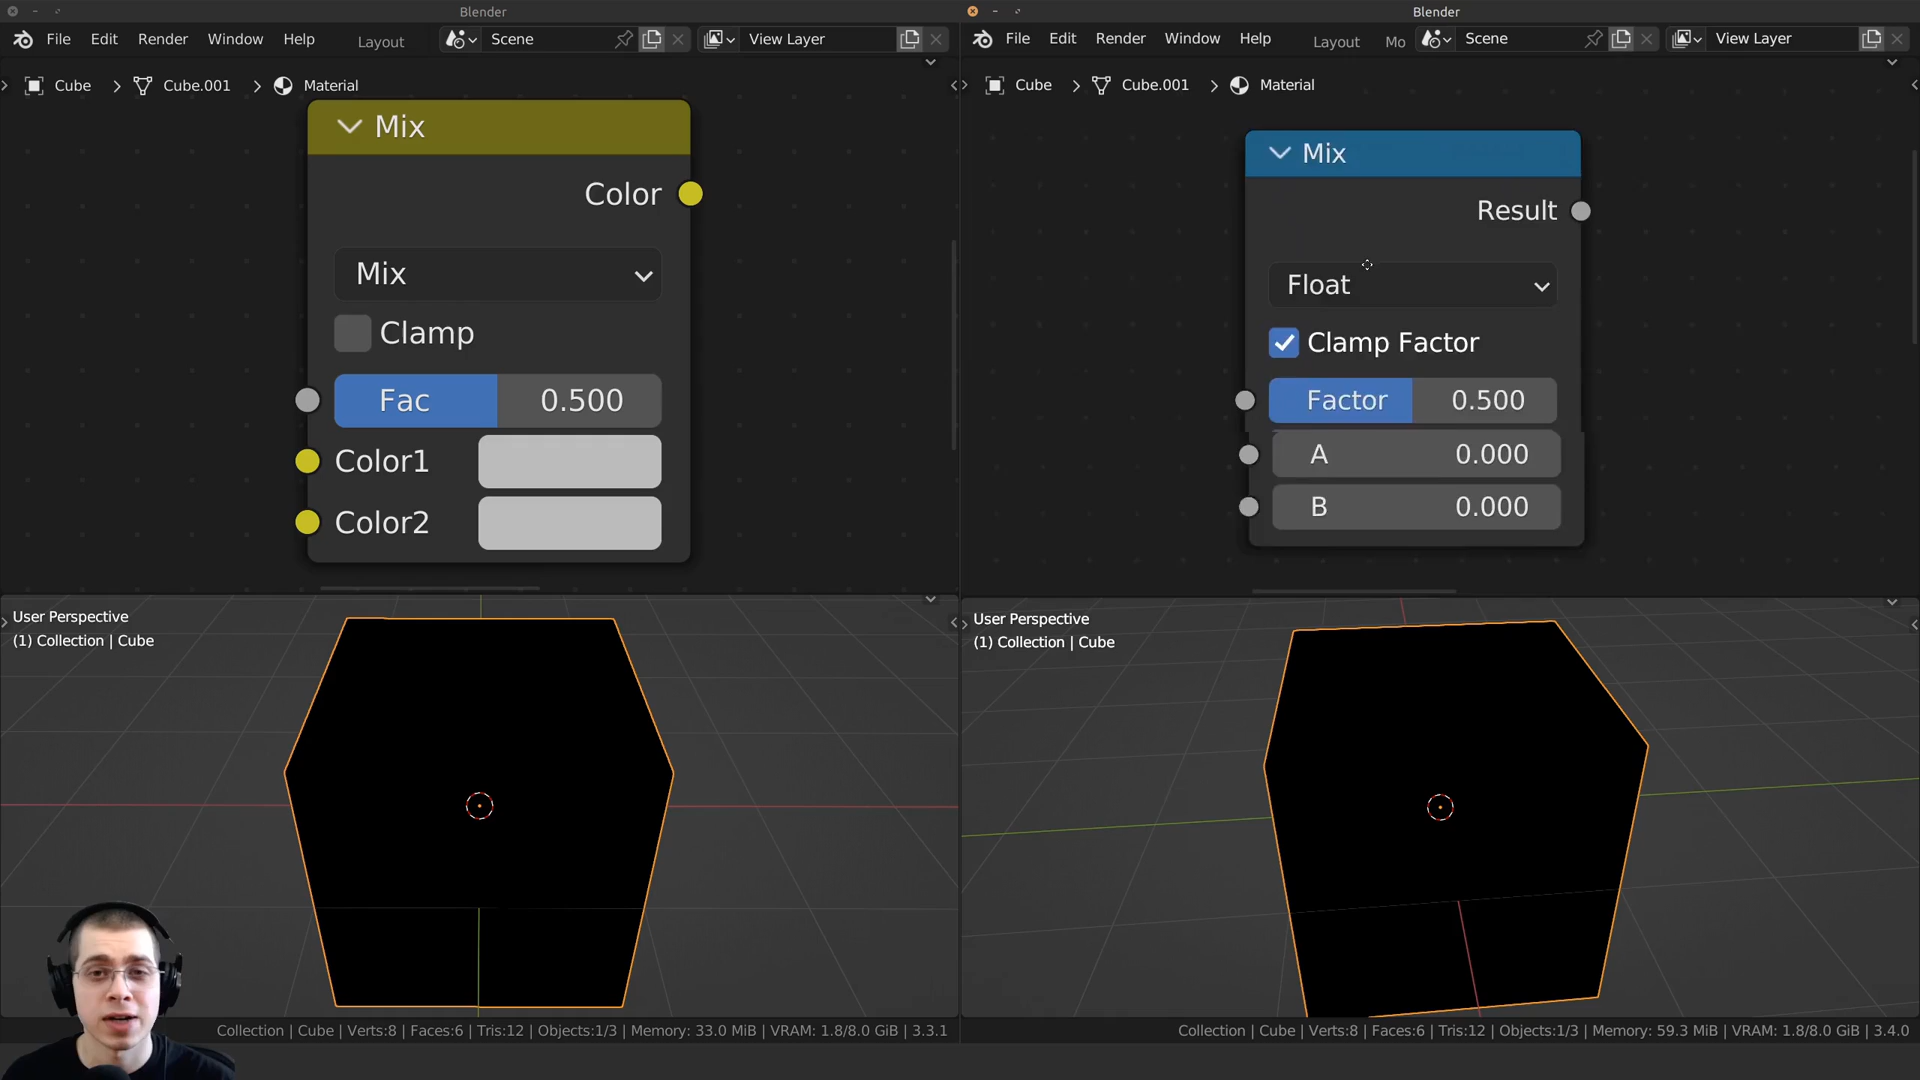 Blender
File Edit Render Window Help Layout Scene View Layer
Cube Cube.001 Material
Mix
Color
Mix
Clamp
Fac 0.500
Color1
Color2
User Perspective
(1) Collection | Cube
Collection | Cube | Verts:8 | Faces:6 | Tris:12 | Objects:1/3 | Memory: 33.0 MiB | VRAM: 1.8/8.0 GiB | 3.3.1
Blender
File Edit Render Window Help Layout Mo Scene View Layer
Cube Cube.001 Material
Mix
Result
Float
Clamp Factor
Factor 0.500
A 0.000
B 0.000
User Perspective
(1) Collection | Cube
Collection | Cube | Verts:8 | Faces:6 | Tris:12 | Objects:1/3 | Memory: 59.3 MiB | VRAM: 1.8/8.0 GiB | 3.4.0